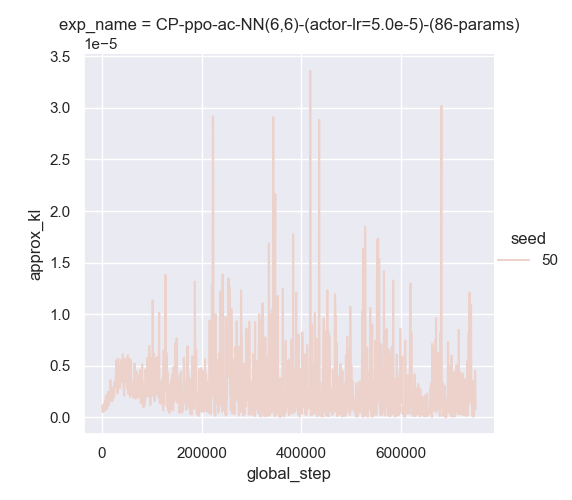 exp_name = CP-ppo-ac-NN(6,6)-(actor-lr=5.0e-5)-(86-params)
1e−5
3.5
3.0
2.5
2.0
1.5
1.0
0.5
0.0
approx_kl
0
200000
400000
600000
global_step
seed
50